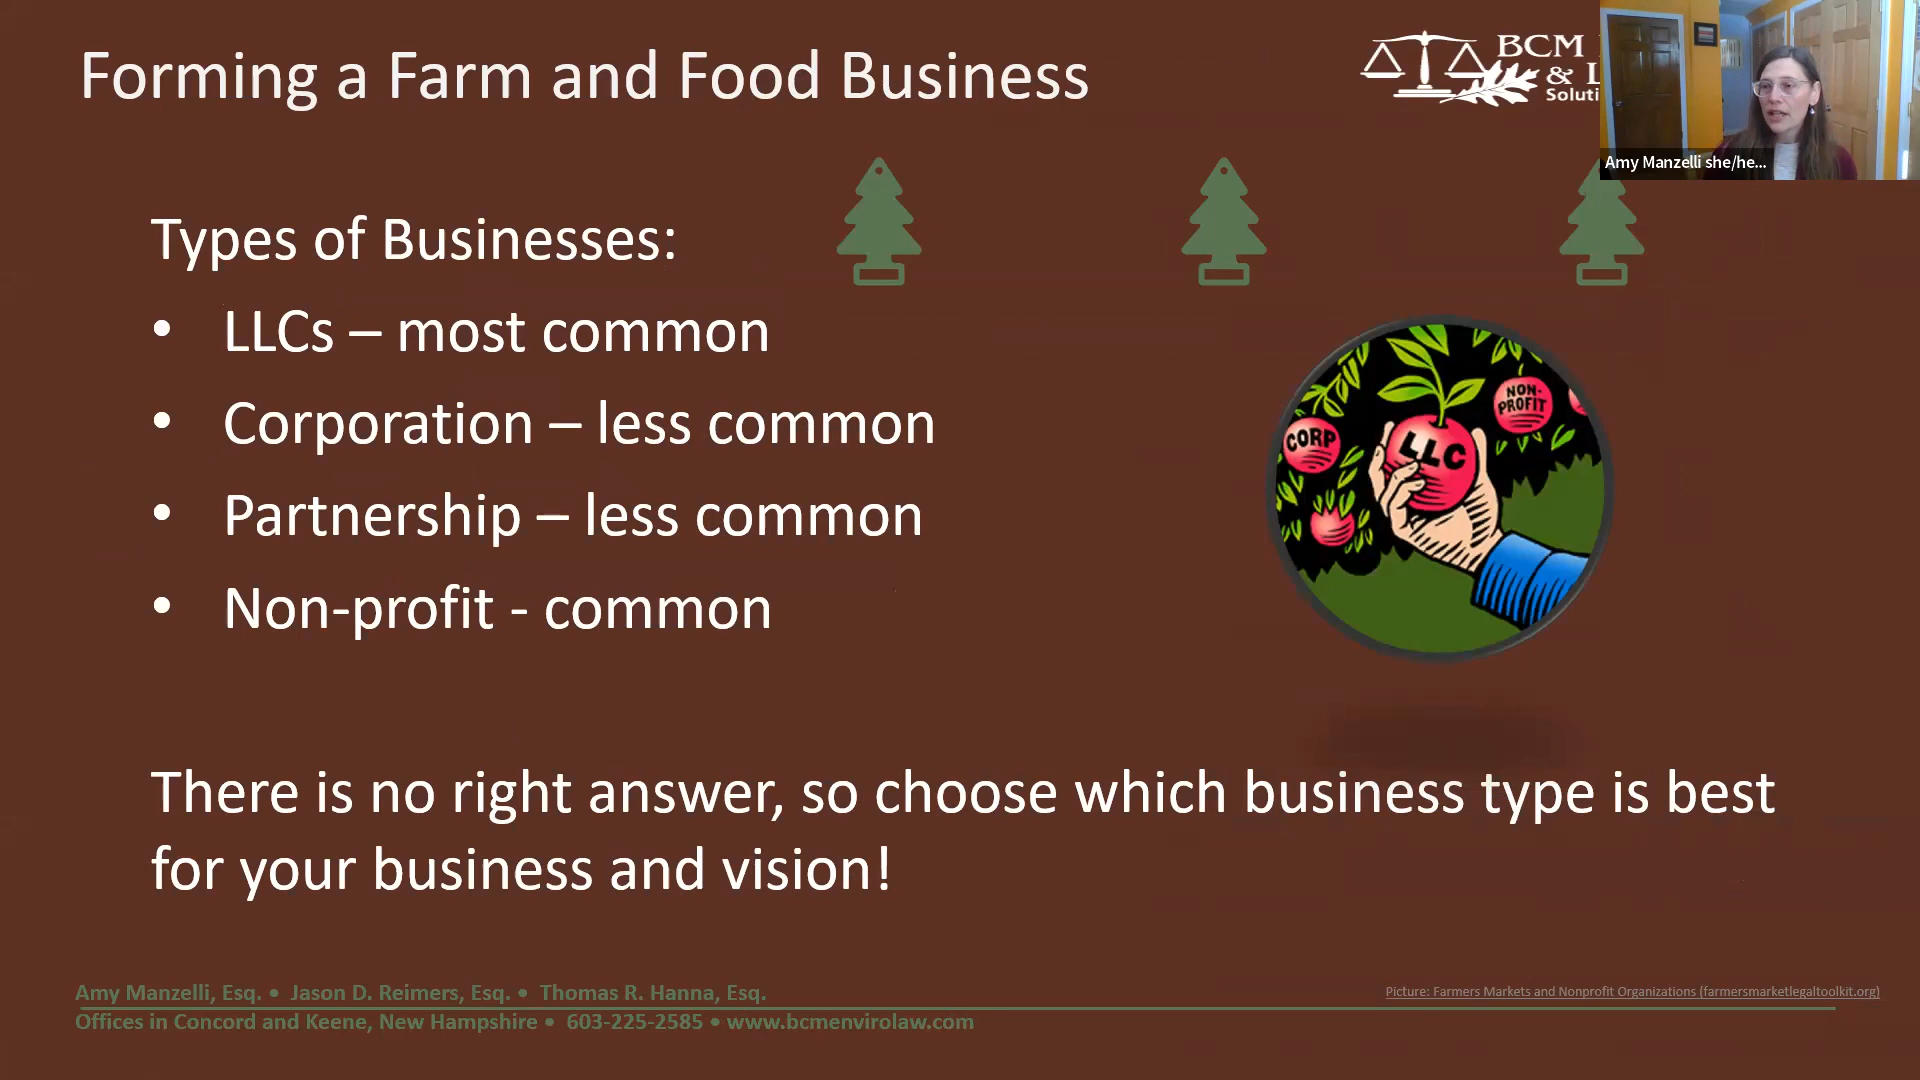 Forming a Farm and Food Business
BCM
& L
Soluti
Amy Manzelli she/he...
Types of Businesses:
• LLCs – most common
• Corporation – less common
• Partnership – less common
• Non-profit - common
CORP
LLC
NON-
PROFIT
There is no right answer, so choose which business type is best
for your business and vision!
Amy Manzelli, Esq. • Jason D. Reimers, Esq. • Thomas R. Hanna, Esq.
Picture: Farmers Markets and Nonprofit Organizations (farmersmarketlegaltoolkit.org)
Offices in Concord and Keene, New Hampshire • 603-225-2585 • www.bcmenvirolaw.com